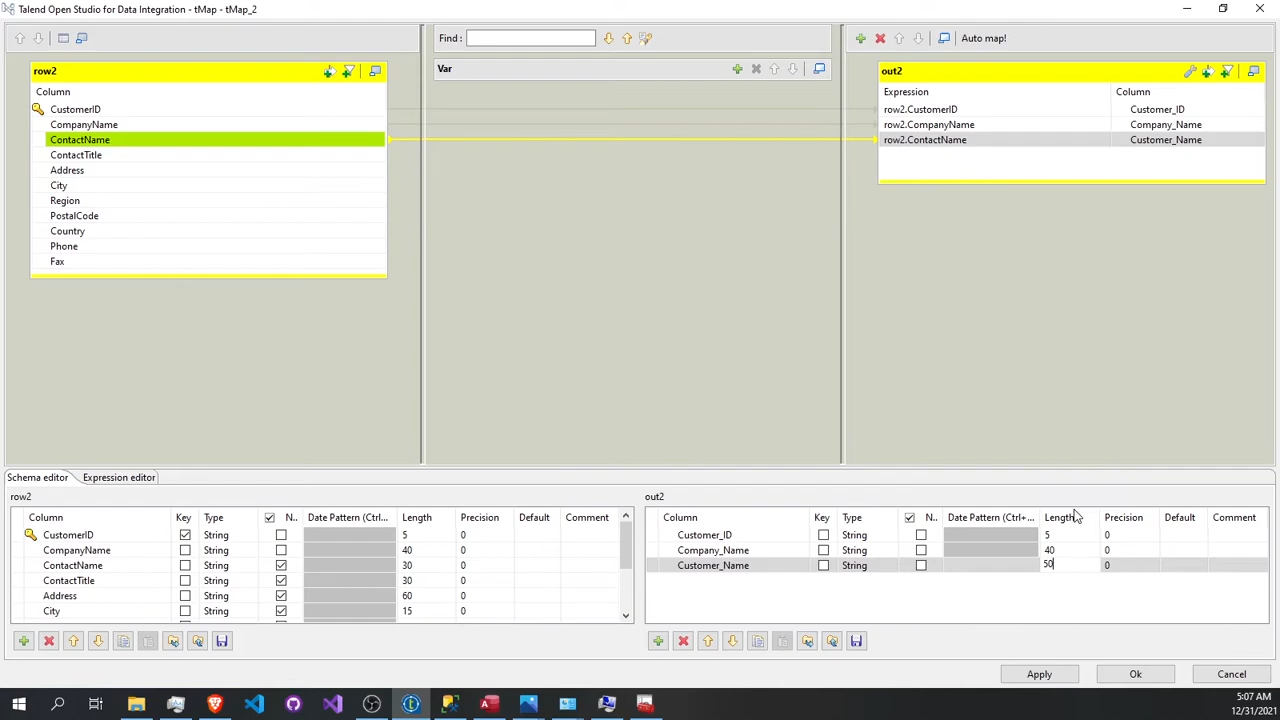 Talend Open Studio for Data Integration - tMap - tMap_2
Find :
Auto map!
row2
Column
CustomerID
CompanyName
ContactName
ContactTitle
Address
City
Region
PostalCode
Country
Phone
Fax
Var
out2
Expression Column
row2.CustomerID Customer_ID
row2.CompanyName Company_Name
row2.ContactName Customer_Name
Schema editor Expression editor
row2
Column Key Type N.. Date Pattern (Ctrl... Length Precision Default Comment
CustomerID String 5 0
CompanyName String 40 0
ContactName String 30 0
ContactTitle String 30 0
Address String 60 0
City String 15 0
out2
Column Key Type N.. Date Pattern (Ctrl+... Length Precision Default Comment
Customer_ID String 5 0
Company_Name String 40 0
Customer_Name String 50 0
Apply Ok Cancel
5:07 AM
12/31/2021